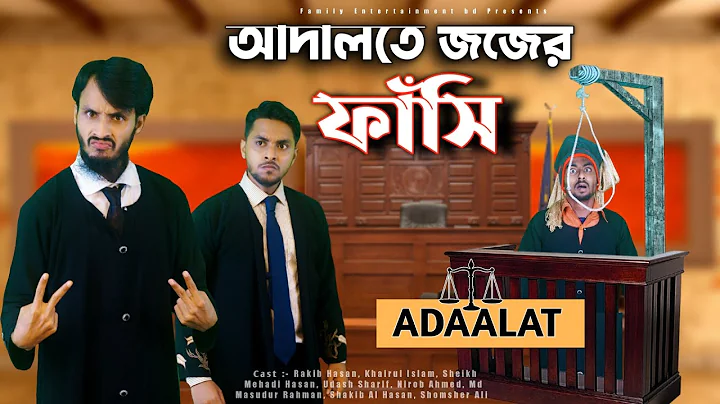 Family Entertainment bd Presents
আদালতে জজের
ফাঁসি
ADAALAT
Cast :- Rakib Hasan, Khairul Islam, Sheikh
Mehadi Hasan, Udash Sharif, Nirob Ahmed, Md
Masudur Rahman, Shakib Al Hasan, Shomsher Ali